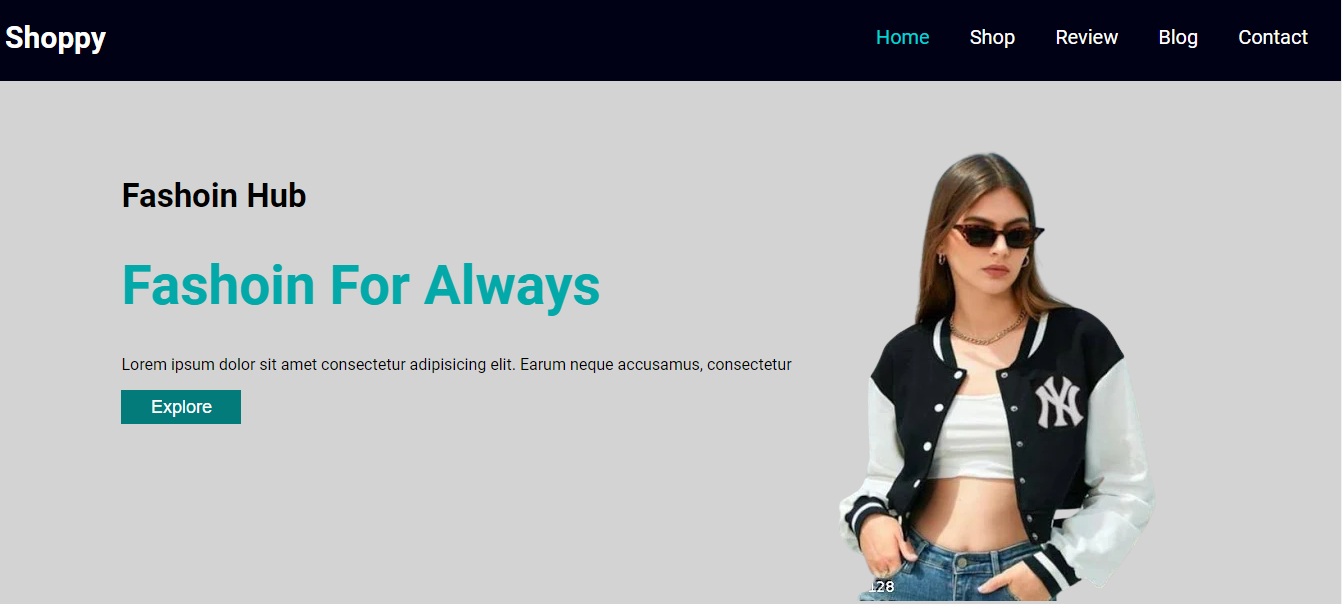 Shoppy
Home Shop Review Blog Contact
Fashoin Hub
Fashoin For Always
Lorem ipsum dolor sit amet consectetur adipisicing elit. Earum neque accusamus, consectetur
Explore
NY
128